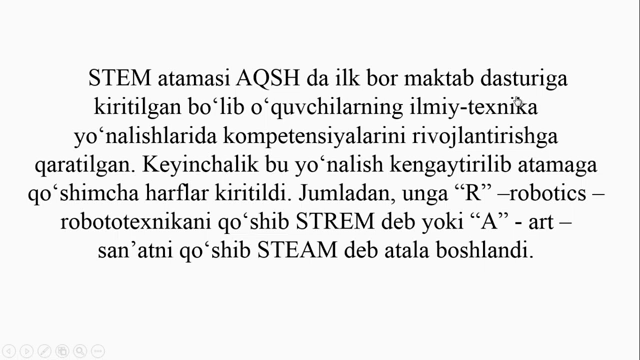 STEM atamasi AQSH da ilk bor maktab dasturiga
kiritilgan bo‘lib o‘quvchilarning ilmiy-texnika
yo‘nalishlarida kompetensiyalarini rivojlantirishga
qaratilgan. Keyinchalik bu yo‘nalish kengaytirilib atamaga
qo‘shimcha harflar kiritildi. Jumladan, unga “R” –robotics –
robototexnikani qo‘shib STREM deb yoki “A” - art –
san’atni qo‘shib STEAM deb atala boshlandi.